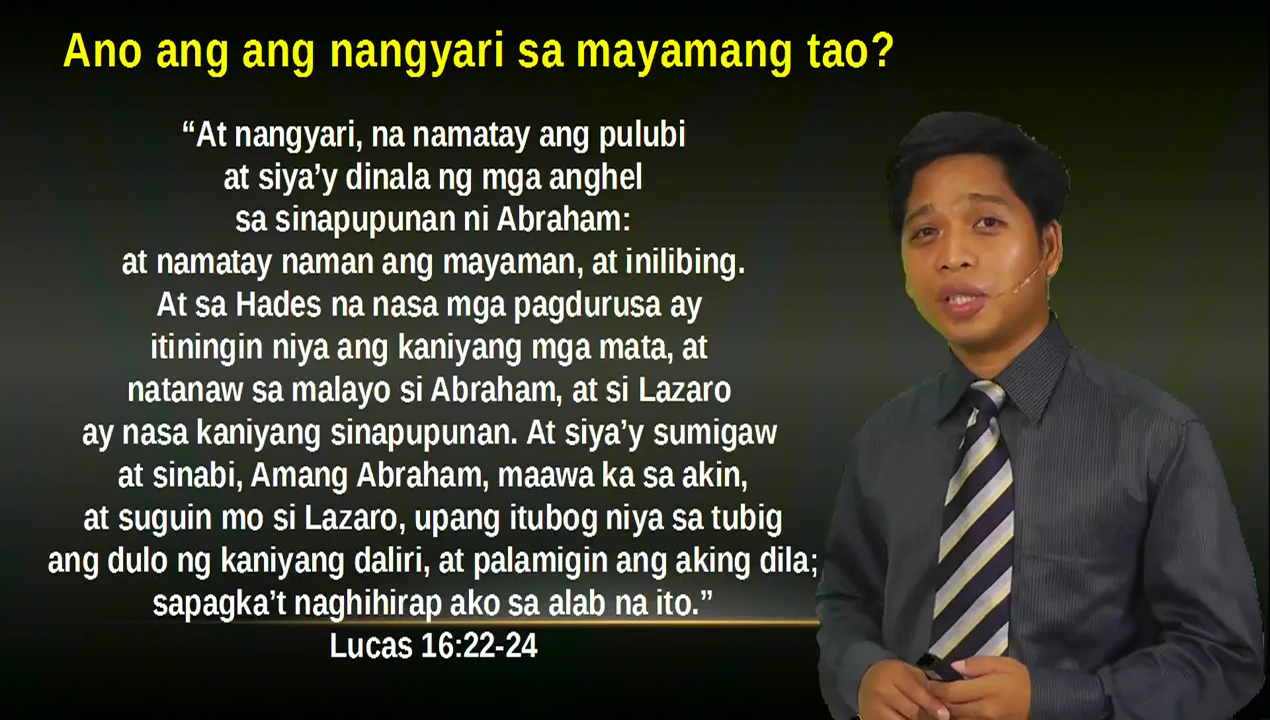 Ano ang ang nangyari sa mayamang tao?
“At nangyari, na namatay ang pulubi
at siya’y dinala ng mga anghel
sa sinapupunan ni Abraham:
at namatay naman ang mayaman, at inilibing.
At sa Hades na nasa mga pagdurusa ay
itiningin niya ang kaniyang mga mata, at
natanaw sa malayo si Abraham, at si Lazaro
ay nasa kaniyang sinapupunan. At siya’y sumigaw
at sinabi, Amang Abraham, maawa ka sa akin,
at suguin mo si Lazaro, upang itubog niya sa tubig
ang dulo ng kaniyang daliri, at palamigin ang aking dila;
sapagka’t naghihirap ako sa alab na ito.”
Lucas 16:22-24